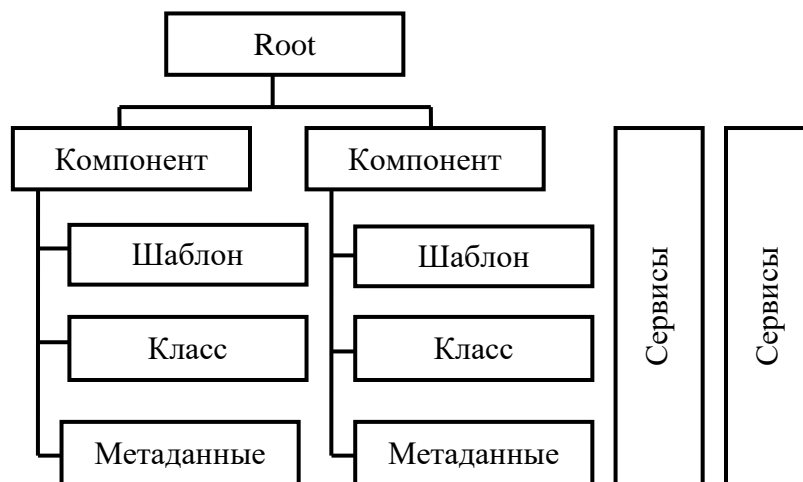 Root
Компонент
Компонент
Шаблон
Шаблон
Класс
Класс
Метаданные
Метаданные
Сервисы
Сервисы